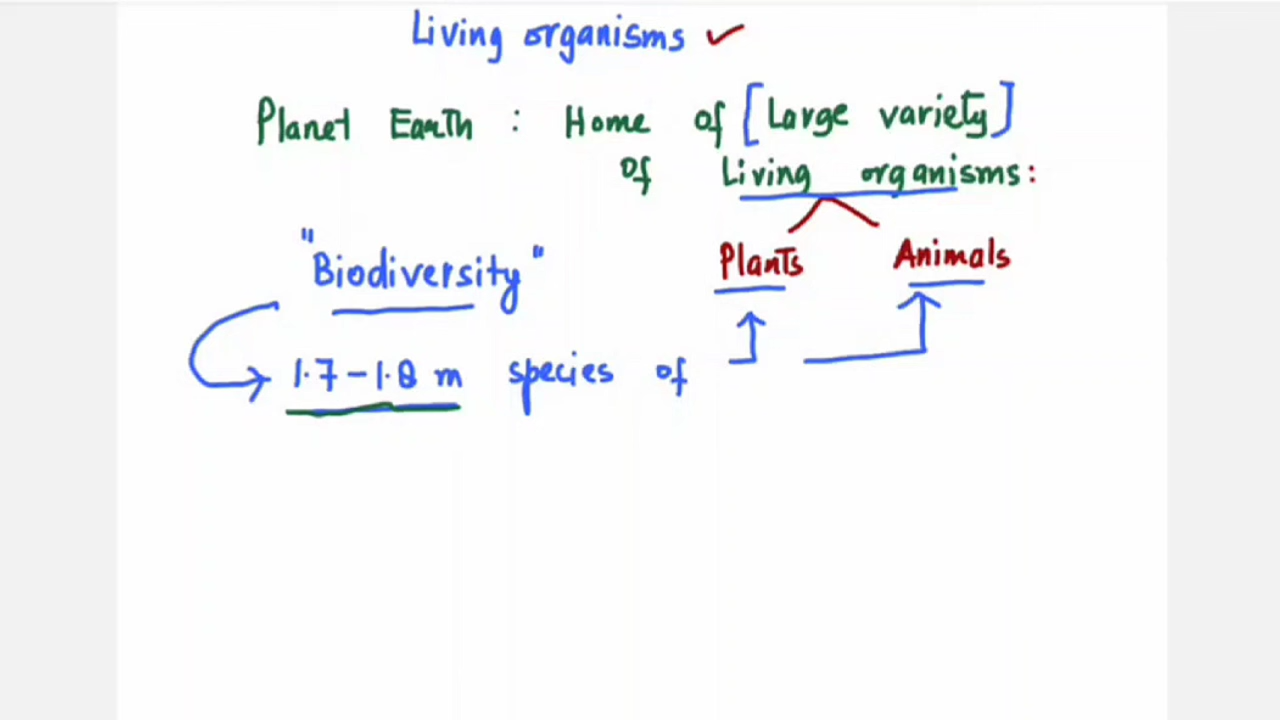 Living organisms
Planet Earth : Home of [Large variety]
of Living organisms:
Plants Animals
"Biodiversity"
1.7-1.8 m species of